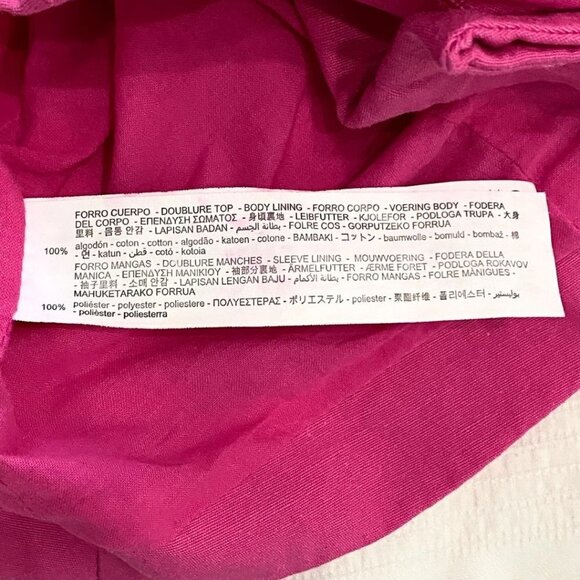 FORRO CUERPO - DOUBLURE TOP - BODY LINING - FORRO CORPO - VOERING BODY - FODERA
DEL CORPO - ΕΠΕΝΔΥΣΗ ΣΩΜΑΤΟΣ - 身頃裏地 - LEIBFUTTER - KJOLEFOR - PODLOGA TRUPA - 大身
里料 - 몸통 안감 - LAPISAN BADAN - بطانة الجسم - FOLRE COS - GORPUTZEKO FORRUA
100% algodón - coton - cotton - algodão - katoen - cotone - BAMBAKI - コットン - baumwolle - bomuld - bombaž - 棉
- 면 - katun - قطن - cotó - kotoia
FORRO MANGAS - DOUBLURE MANCHES - SLEEVE LINING - MOUWVOERING - FODERA DELLA
MANICA - ΕΠΕΝΔΥΣΗ ΜΑΝΙΚΙΟΥ - 袖部分裏地 - ÄRMELFUTTER - ÆRME FORET - PODLOGA ROKAVOV
- 袖子里料 - 소매 안감 - LAPISAN LENGAN BAJU - بطانة الأكمام - FORRO MANGAS - FOLRE MÀNIGUES -
MAHUKETARAKO FORRUA
100% poliéster - polyester - poliestere - ΠΟΛΥΕΣΤΕΡΑΣ - ポリエステル - poliester - 聚酯纤维 - 폴리에스터 - بوليستير
- polièster - poliesterra